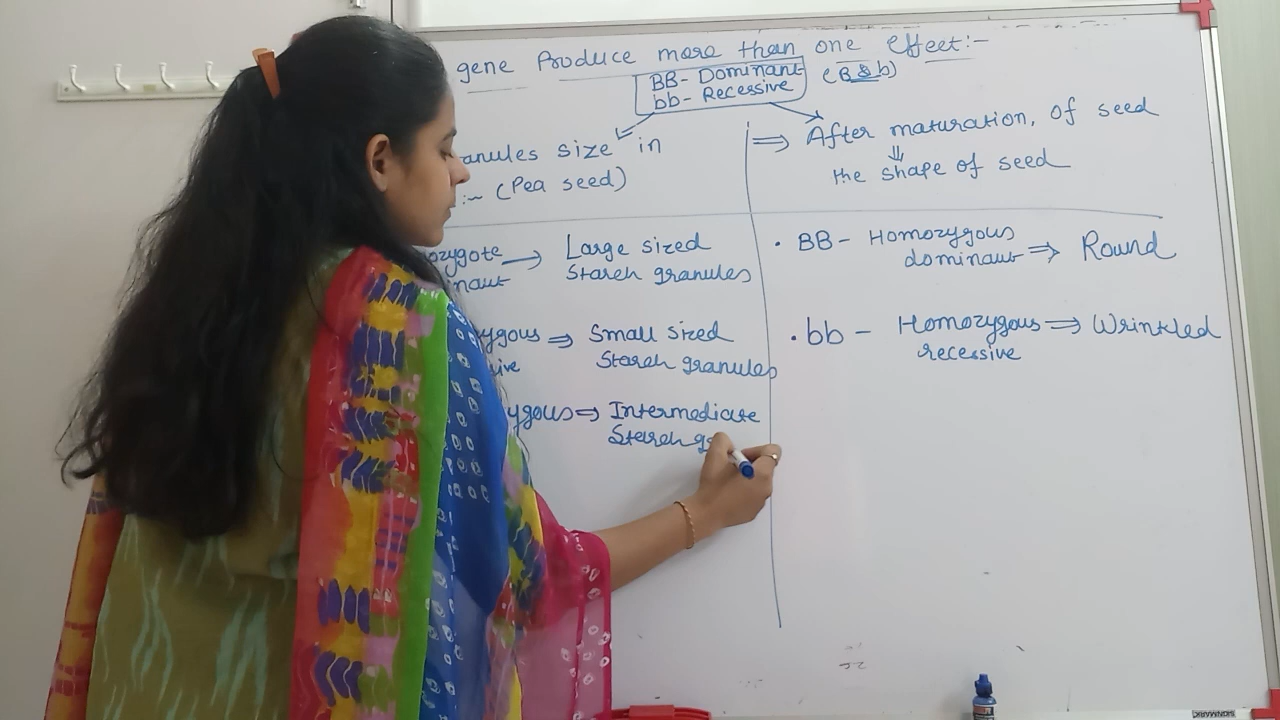 gene Produce more than one effect:-
BB- Dominant
bb- Recessive
(B & b)
anules size in
:- (Pea seed)
⇒ After maturation, of seed
⇓
the shape of seed
ozygote → Large sized
inant Starch granules
ygous ⇒ Small sized
ive Starch granules
ygous ⇒ Intermediate
Starch g
• BB - Homozygous
dominant ⇒ Round
• bb - Homozygous ⇒ Wrinkled
recessive